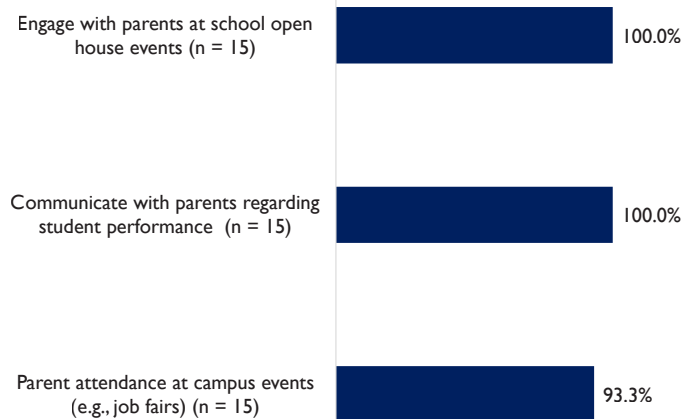 Engage with parents at school open
house events (n = 15)
100.0%
Communicate with parents regarding
student performance (n = 15)
100.0%
Parent attendance at campus events
(e.g., job fairs) (n = 15)
93.3%